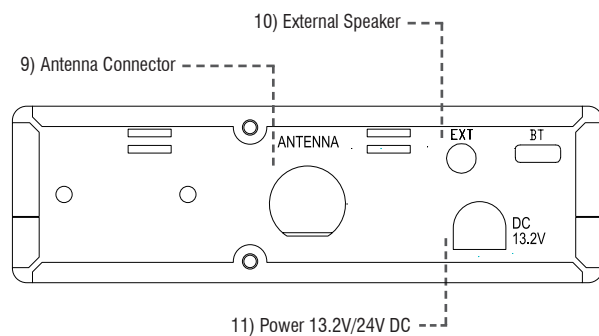 10) External Speaker
9) Antenna Connector
ANTENNA
EXT
BT
DC
13.2V
11) Power 13.2V/24V DC